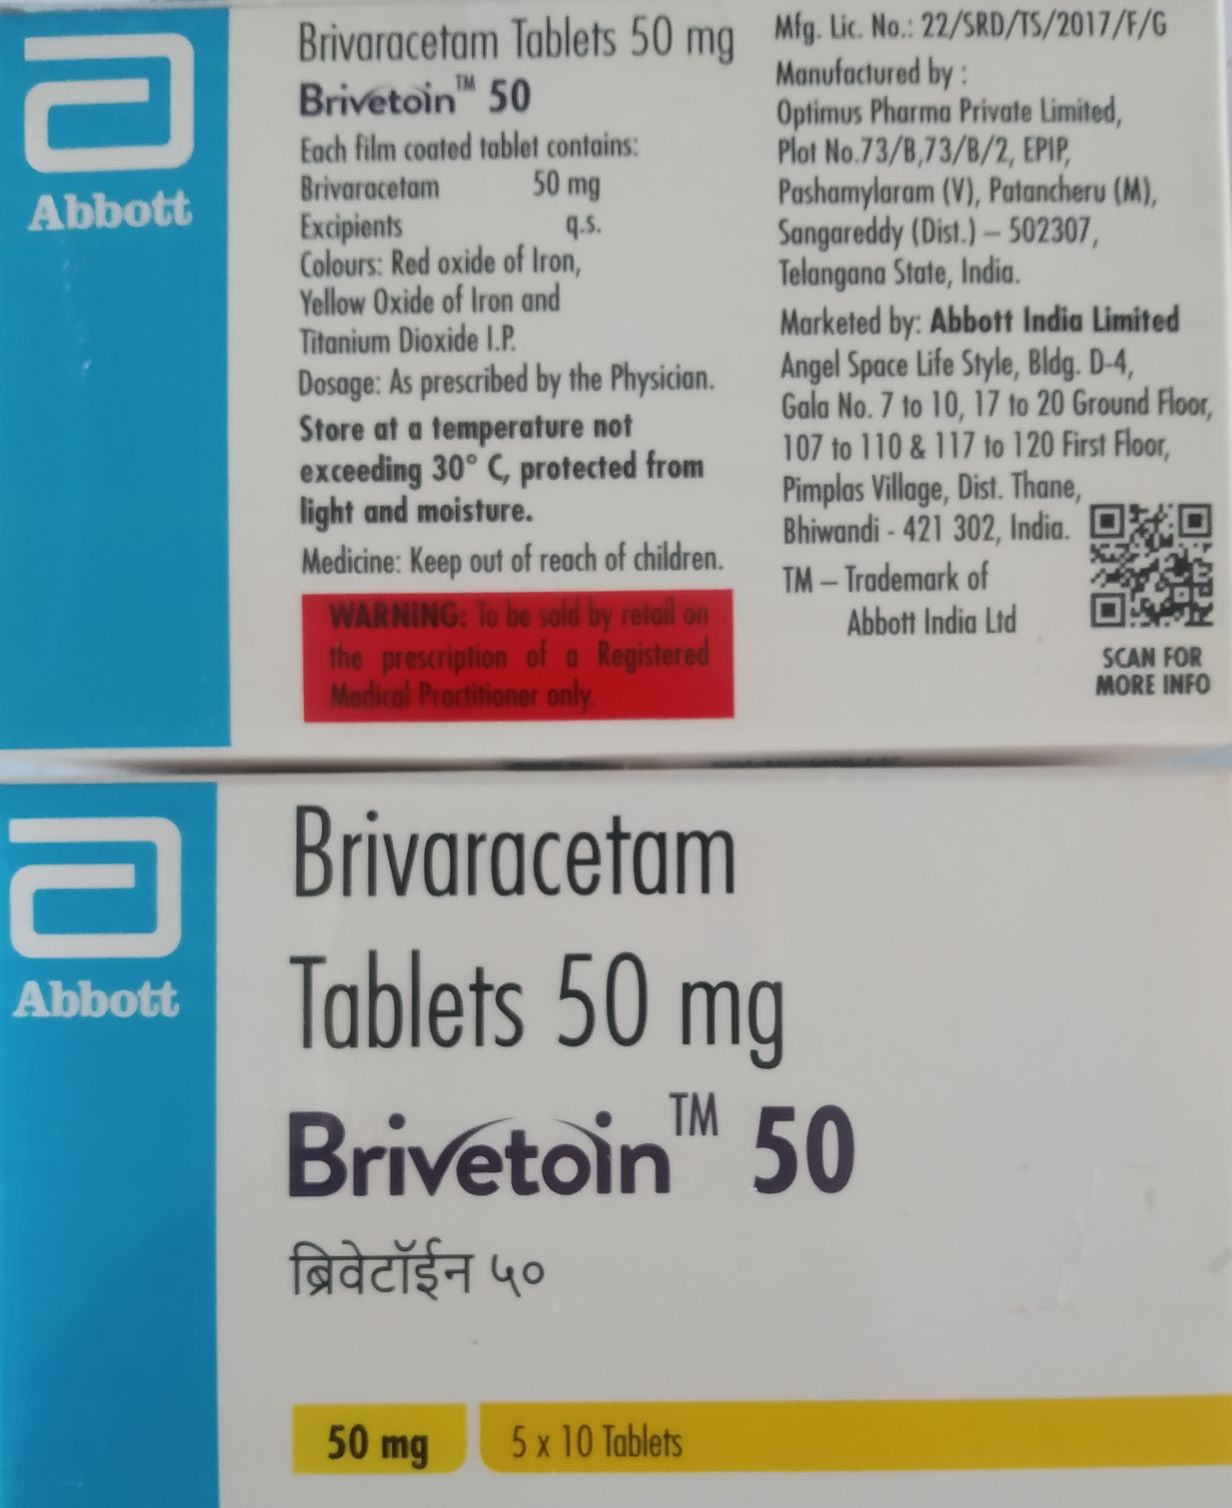 Abbott
Brivaracetam Tablets 50 mg
Brivetoin™ 50
Each film coated tablet contains:
Brivaracetam 50 mg
Excipients q.s.
Colours: Red oxide of Iron,
Yellow Oxide of Iron and
Titanium Dioxide I.P.
Dosage: As prescribed by the Physician.
Store at a temperature not
exceeding 30° C, protected from
light and moisture.
Medicine: Keep out of reach of children.
WARNING: To be sold by retail on
the prescription of a Registered
Medical Practitioner only.
Mfg. Lic. No.: 22/SRD/TS/2017/F/G
Manufactured by :
Optimus Pharma Private Limited,
Plot No.73/B,73/B/2, EPIP,
Pashamylaram (V), Patancheru (M),
Sangareddy (Dist.) – 502307,
Telangana State, India.
Marketed by: Abbott India Limited
Angel Space Life Style, Bldg. D-4,
Gala No. 7 to 10, 17 to 20 Ground Floor,
107 to 110 & 117 to 120 First Floor,
Pimplas Village, Dist. Thane,
Bhiwandi - 421 302, India.
TM – Trademark of
Abbott India Ltd
SCAN FOR
MORE INFO
Abbott
Brivaracetam
Tablets 50 mg
Brivetoin™ 50
ब्रिवेटॉईन ५०
50 mg
5 x 10 Tablets